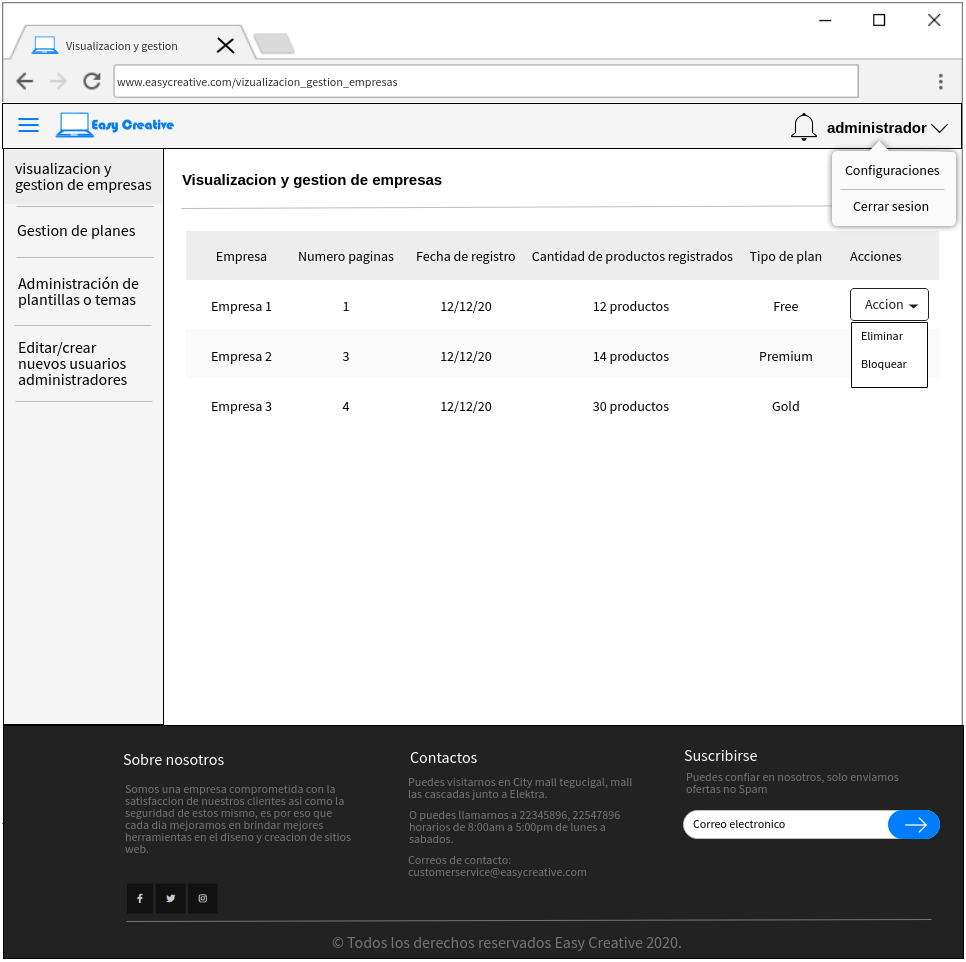 Visualizacion y gestion
www.easycreative.com/vizualizacion_gestion_empresas
Easy Creative
administrador
Configuraciones
Cerrar sesion
visualizacion y
gestion de empresas
Gestion de planes
Administración de
plantillas o temas
Editar/crear
nuevos usuarios
administradores
Visualizacion y gestion de empresas
Empresa Numero paginas Fecha de registro Cantidad de productos registrados Tipo de plan Acciones
Empresa 1 1 12/12/20 12 productos Free Accion
Eliminar
Bloquear
Empresa 2 3 12/12/20 14 productos Premium
Empresa 3 4 12/12/20 30 productos Gold
Sobre nosotros
Somos una empresa comprometida con la
satisfaccion de nuestros clientes asi como la
seguridad de estos mismo, es por eso que
cada dia mejoramos en brindar mejores
herramientas en el diseno y creacion de sitios
web.
Contactos
Puedes visitarnos en City mall tegucigal, mall
las cascadas junto a Elektra.
O puedes llamarnos a 22345896, 22547896
horarios de 8:00am a 5:00pm de lunes a
sabados.
Correos de contacto:
customerservice@easycreative.com
Suscribirse
Puedes confiar en nosotros, solo enviamos
ofertas no Spam
Correo electronico
© Todos los derechos reservados Easy Creative 2020.